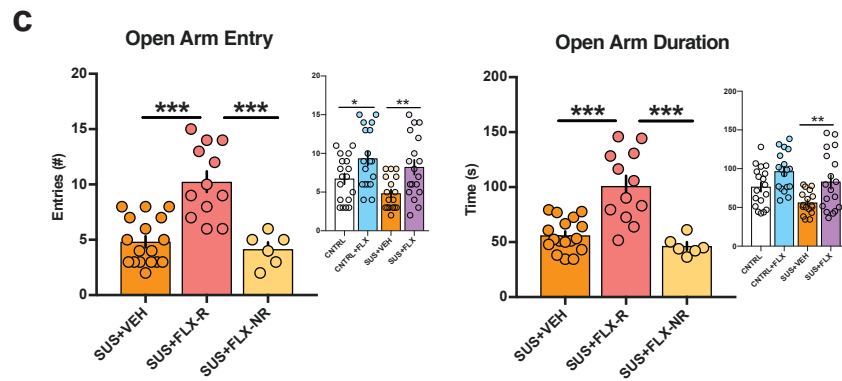 C
Open Arm Entry
Entries (#)
20
15
10
5
0
***
***
SUS+VEH
SUS+FLX-R
SUS+FLX-NR
20
15
10
5
0
*
**
CNTRL
CNTRL+FLX
SUS+VEH
SUS+FLX
Open Arm Duration
Time (s)
200
150
100
50
0
***
***
SUS+VEH
SUS+FLX-R
SUS+FLX-NR
200
150
100
50
0
**
CNTRL
CNTRL+FLX
SUS+VEH
SUS+FLX